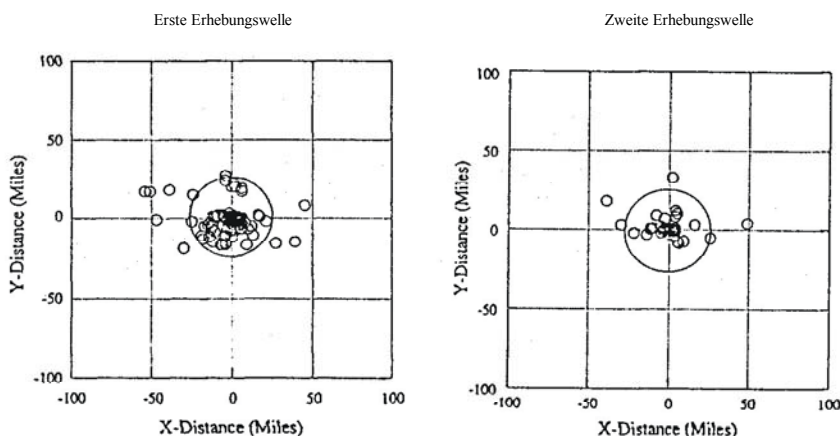 Erste Erhebungswelle
100
50
0
-50
-100
Y-Distance (Miles)
-100 -50 0 50 100
X-Distance (Miles)
Zweite Erhebungswelle
100
50
0
-50
-100
Y-Distance (Miles)
-100 -50 0 50 100
X-Distance (Miles)